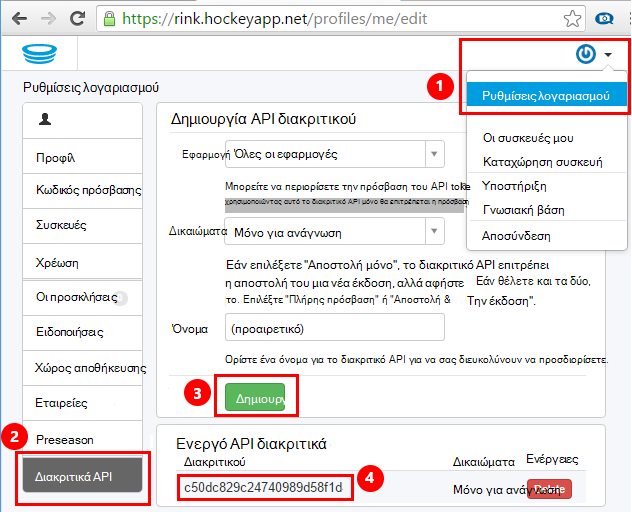 https://rink.hockeyapp.net/profiles/me/edit
1
Ρυθμίσεις λογαριασμού
Οι συσκευές μου
Καταχώρηση συσκευή
Υποστήριξη
Γνωσιακή βάση
Αποσύνδεση
Ρυθμίσεις λογαριασμού
Προφίλ
Κωδικός πρόσβασης
Συσκευές
Χρέωση
Οι προσκλήσεις
Ειδοποιήσεις
Χώρος αποθήκευσης
Εταιρείες
Preseason
2
Διακριτικά API
Δημιουργία API διακριτικού
Εφαρμογή Όλες οι εφαρμογές
Μπορείτε να περιορίσετε την πρόσβαση του API toke
χρησιμοποιώντας αυτό το διακριτικό API μόνο θα επιτρέπεται η πρόσβαση
Δικαιώματα Μόνο για ανάγνωση
Εάν επιλέξετε "Αποστολή μόνο", το διακριτικό API επιτρέπει
η αποστολή του μια νέα έκδοση, αλλά αφήστε Εάν θέλετε και τα δύο,
το. Επιλέξτε "Πλήρης πρόσβαση" ή "Αποστολή & Την έκδοση".
Όνομα (προαιρετικό)
Ορίστε ένα όνομα για το διακριτικό API για να σας διευκολύνουν να προσδιορίσετε.
3
Δημιουργ
Ενεργό API διακριτικά
Διακριτικού Δικαιώματα Ενέργειες
c50dc829c24740989d58f1d 4 Μόνο για ανάγνωση